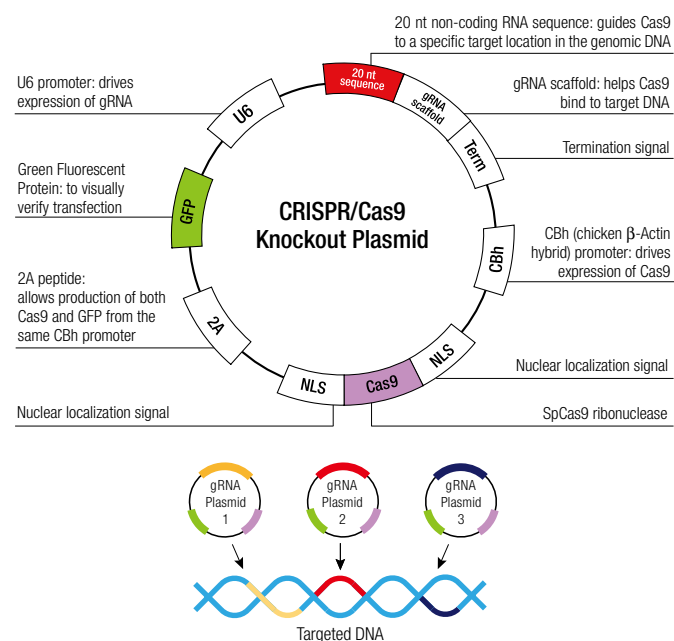 20 nt non-coding RNA sequence: guides Cas9
to a specific target location in the genomic DNA
U6 promoter: drives
expression of gRNA
20 nt
sequence
gRNA
scaffold
gRNA scaffold: helps Cas9
bind to target DNA
U6
Term
Termination signal
Green Fluorescent
Protein: to visually
verify transfection
GFP
CRISPR/Cas9
Knockout Plasmid
CBh
CBh (chicken β-Actin
hybrid) promoter: drives
expression of Cas9
2A peptide:
allows production of both
Cas9 and GFP from the
same CBh promoter
2A
NLS
Cas9
NLS
Nuclear localization signal
Nuclear localization signal
SpCas9 ribonuclease
gRNA
Plasmid
1
gRNA
Plasmid
2
gRNA
Plasmid
3
Targeted DNA